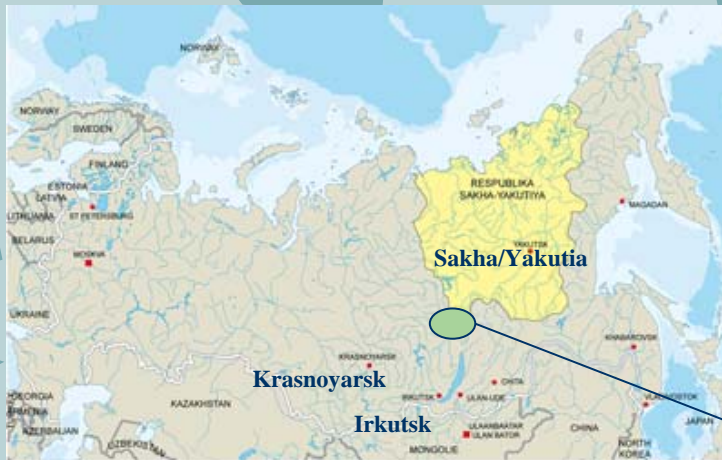 NORWAY
NORWAY
SWEDEN
FINLAND
ESTONIA
LATVIA
LITHUANIA
ST PETERSBURG
BELARUS
MOSKVA
UKRAINE
RESPUBLIKA
SAKHA-YAKUTIYA
YAKUTSK
MAGADAN
Sakha/Yakutia
KHABAROVSK
KRASNOYARSK
Krasnoyarsk
IRKUTSK
ULAN-UDE
CHITA
VLADIVOSTOK
GEORGIA
ARMENIA
AZERBAIJAN
KAZAKHSTAN
Irkutsk
ULAANBAATAR
ULAN BATOR
UZBEKISTAN
MONGOLIE
CHINA
NORTH
KOREA
JAPAN